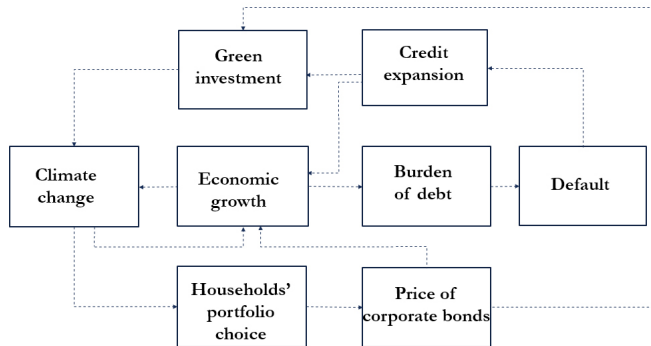 Green
investment
Credit
expansion
Climate
change
Economic
growth
Burden
of debt
Default
Households'
portfolio
choice
Price of
corporate bonds